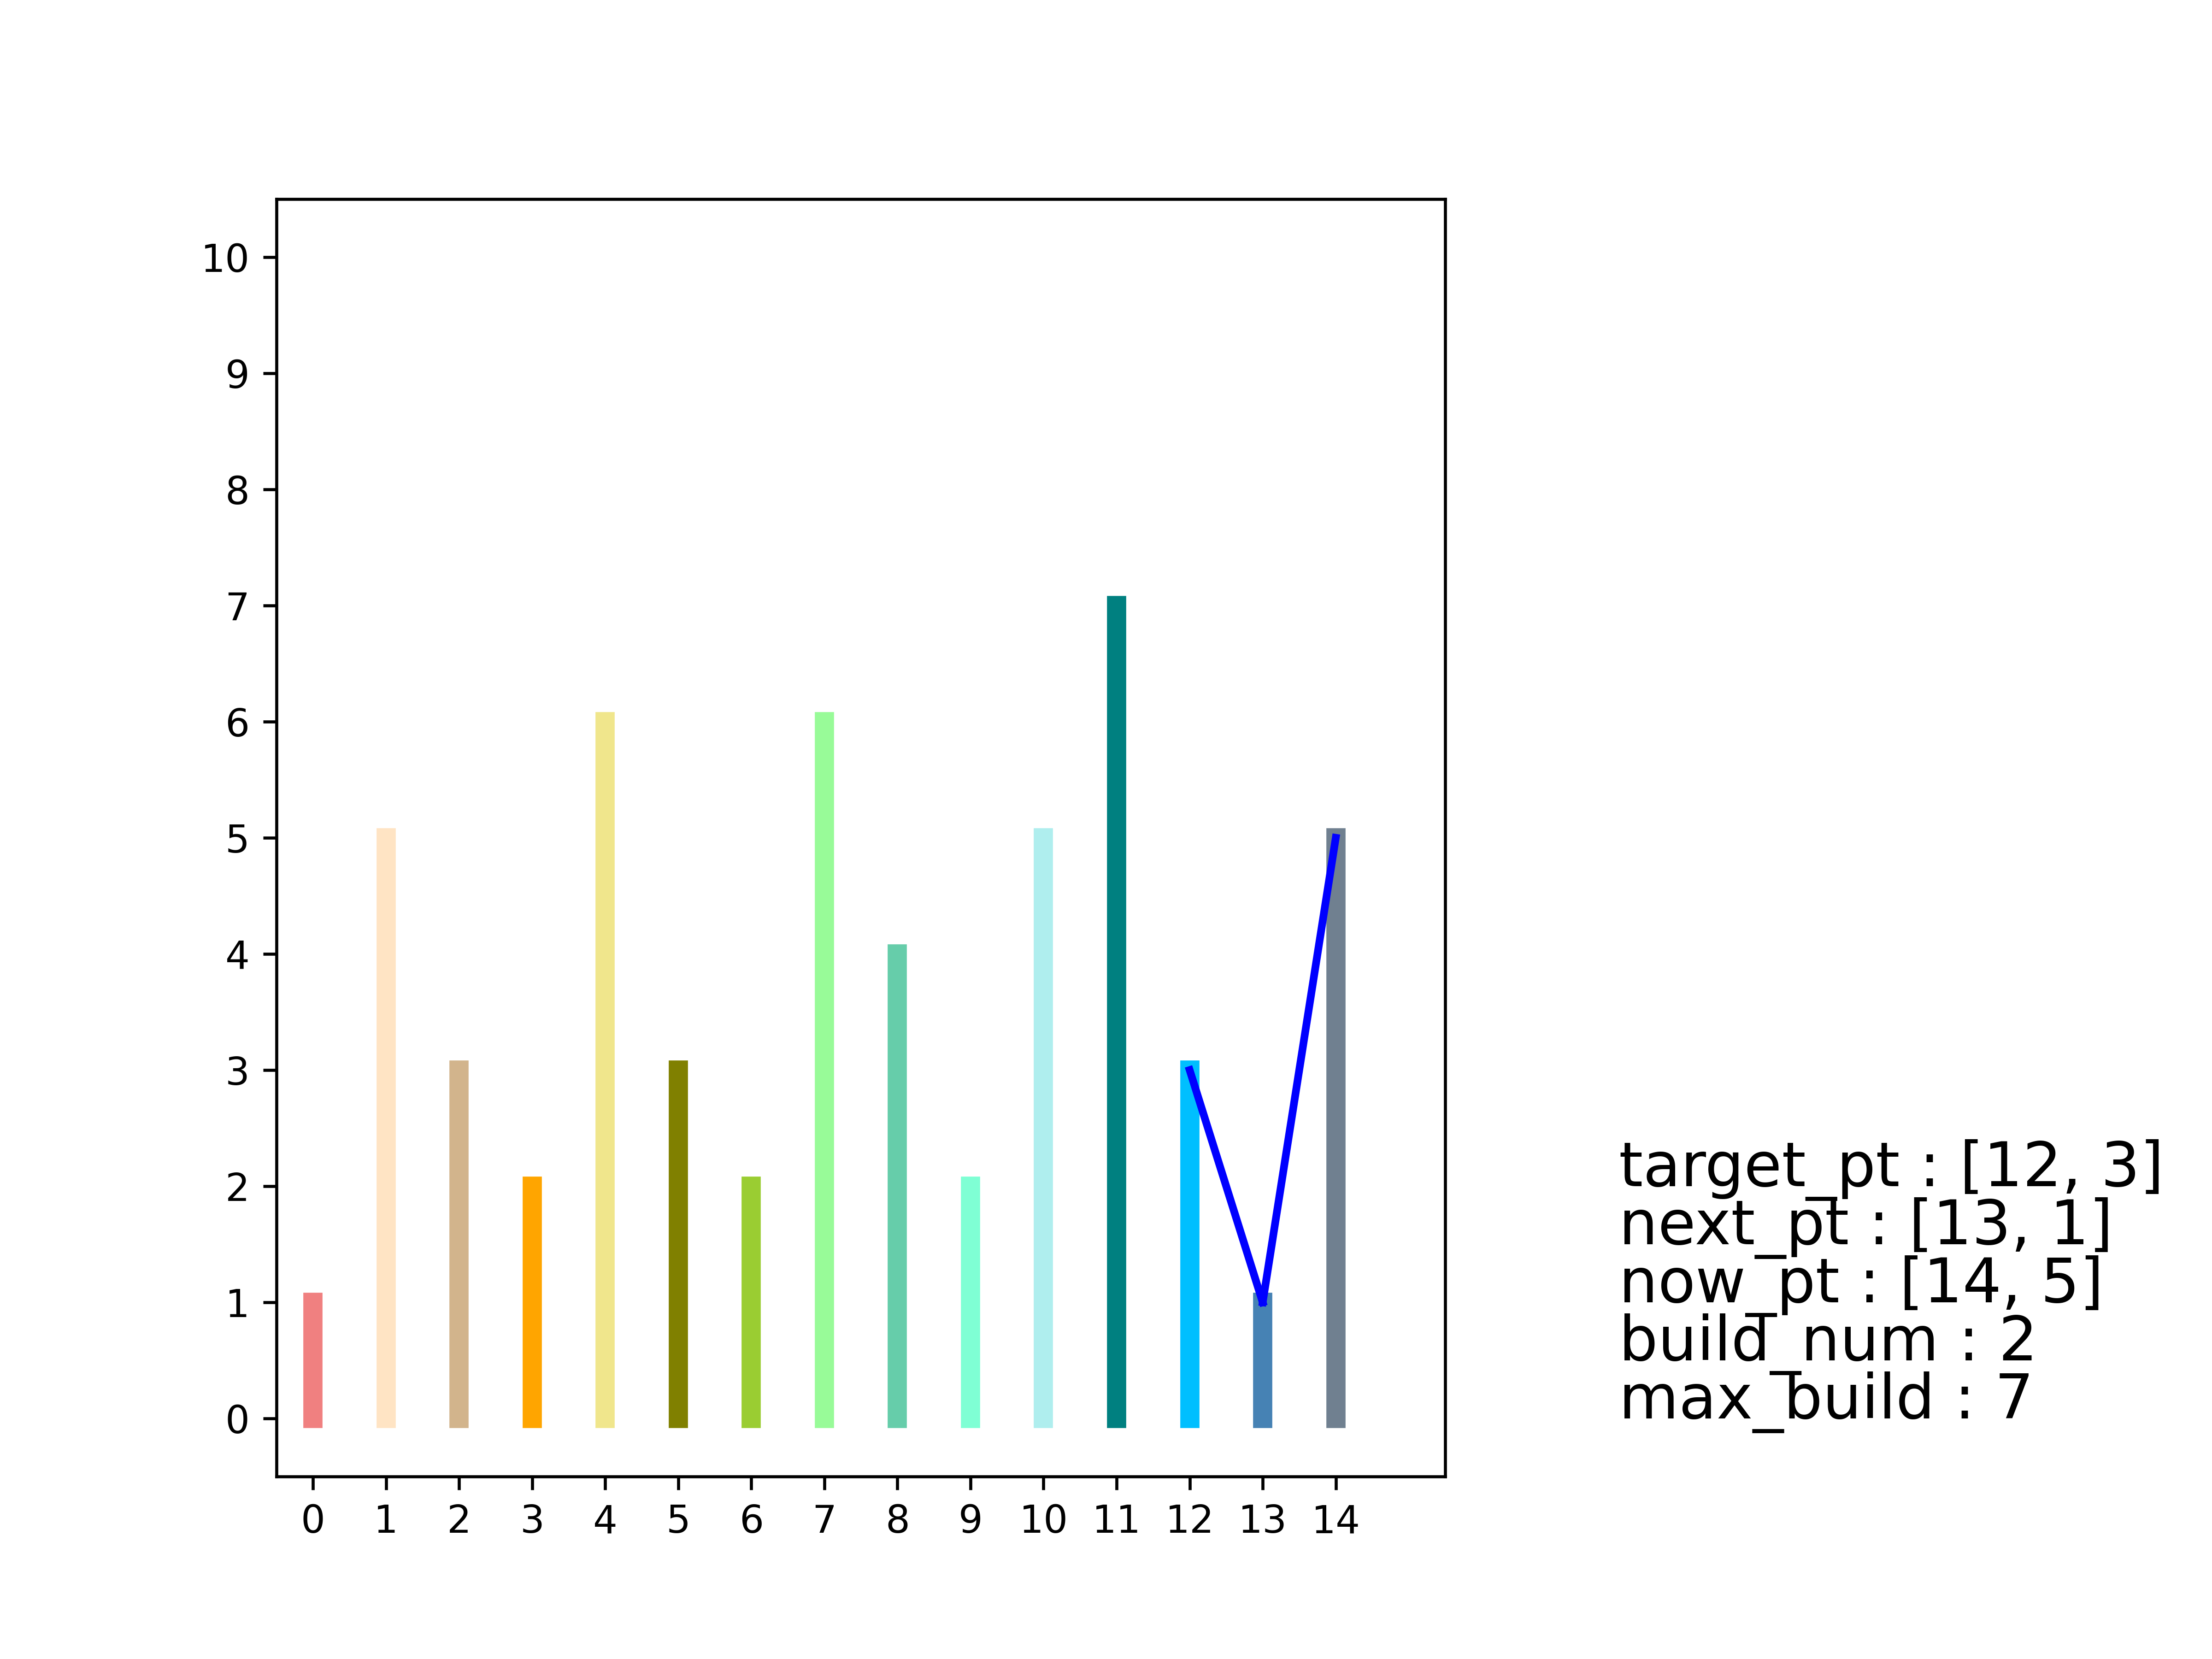 10
9
8
7
6
5
4
3
2
1
0
0 1 2 3 4 5 6 7 8 9 10 11 12 13 14
target_pt : [12, 3]
next_pt : [13, 1]
now_pt : [14, 5]
build_num : 2
max_build : 7